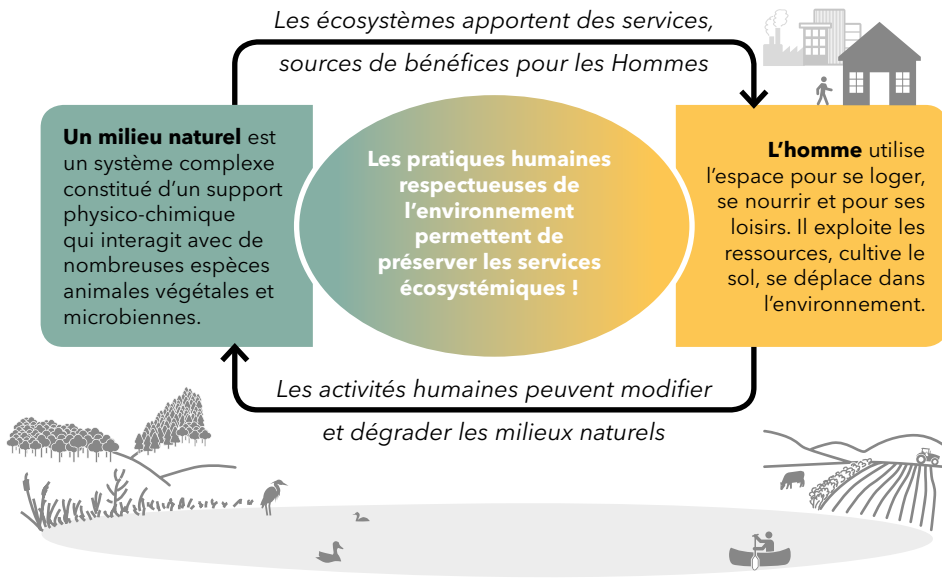 Les écosystèmes apportent des services,
sources de bénéfices pour les Hommes
Un milieu naturel est
un système complexe
constitué d'un support
physico-chimique
qui interagit avec de
nombreuses espèces
animales végétales et
microbiennes.
Les pratiques humaines
respectueuses de
l'environnement
permettent de
préserver les services
écosystémiques !
L'homme utilise
l'espace pour se loger,
se nourrir et pour ses
loisirs. Il exploite les
ressources, cultive le
sol, se déplace dans
l'environnement.
Les activités humaines peuvent modifier
et dégrader les milieux naturels